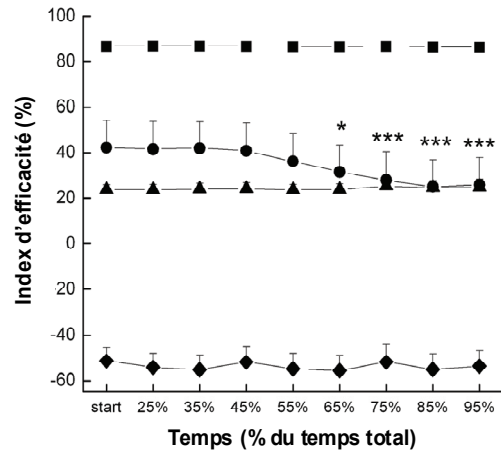 100
80
60
40
20
0
-20
-40
-60
Index d'efficacité (%)
* *** *** ***
start 25% 35% 45% 55% 65% 75% 85% 95%
Temps (% du temps total)